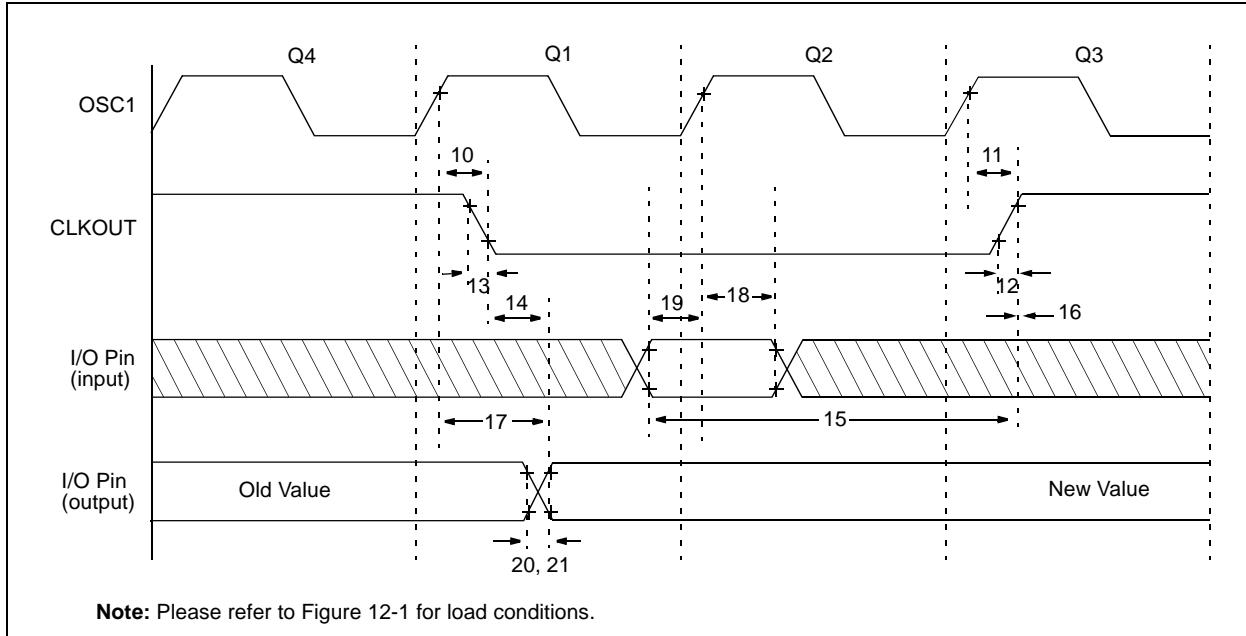 Q4 Q1 Q2 Q3
OSC1
10 11
CLKOUT
13 12
14 19 18 16
I/O Pin
(input)
17 15
I/O Pin
(output)
Old Value New Value
20, 21
Note: Please refer to Figure 12-1 for load conditions.